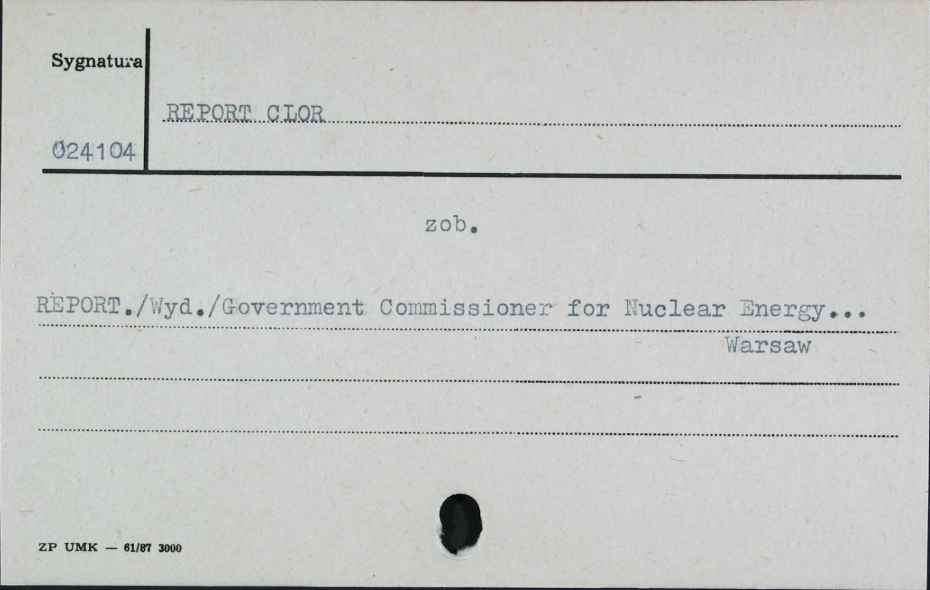 Sygnatura
REPORT CLOR
024104
zob.
REPORT./Wyd./Government Commissioner for Nuclear Energy...
Warsaw
ZP UMK — 61/87 3000